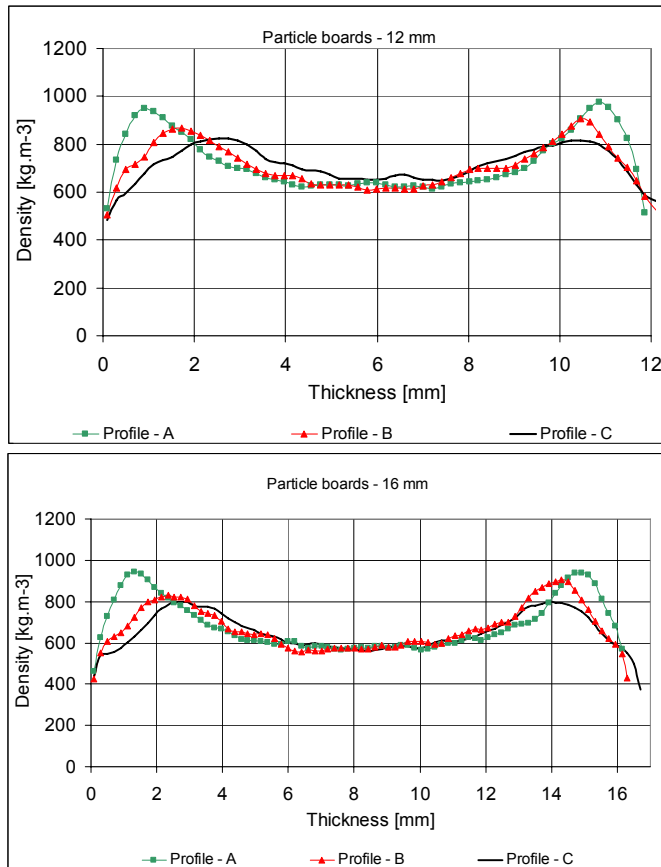 Particle boards - 12 mm
1200
1000
800
600
400
200
0
Density [kg.m-3]
0 2 4 6 8 10 12
Thickness [mm]
Profile - A Profile - B Profile - C
Particle boards - 16 mm
1200
1000
800
600
400
200
0
Density [kg.m-3]
0 2 4 6 8 10 12 14 16
Thickness [mm]
Profile - A Profile - B Profile - C